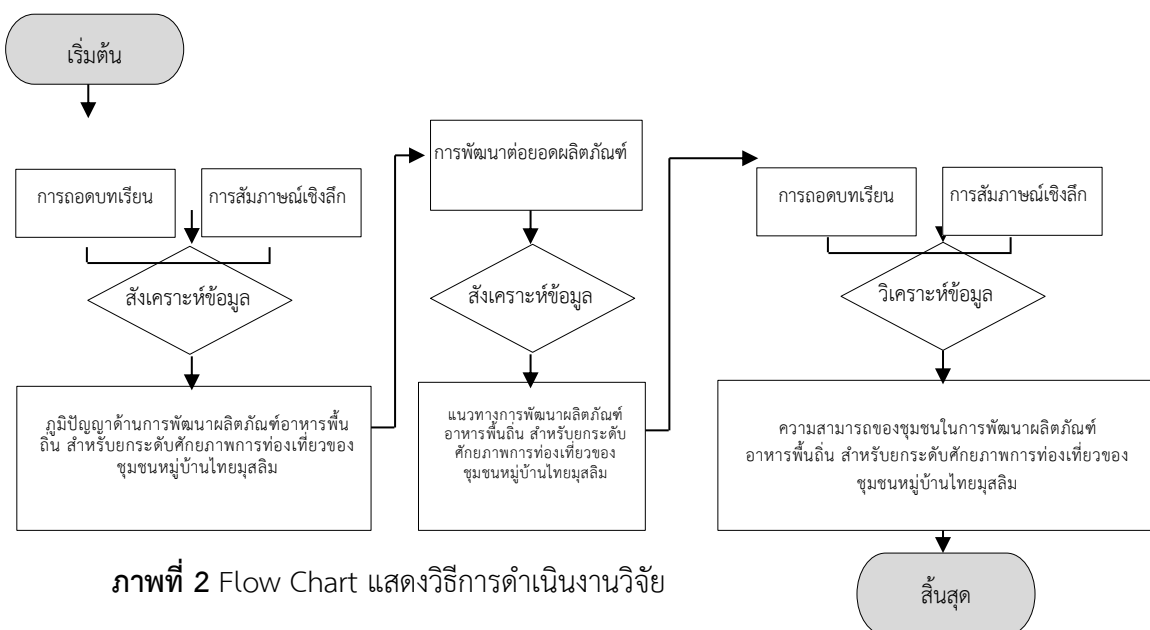 เริ่มต้น
การถอดบทเรียน
การสัมภาษณ์เชิงลึก
สังเคราะห์ข้อมูล
ภูมิปัญญาด้านการพัฒนาผลิตภัณฑ์อาหารพื้น
ถิ่น สำหรับยกระดับศักยภาพการท่องเที่ยวของ
ชุมชนหมู่บ้านไทยมุสลิม
การพัฒนาต่อยอดผลิตภัณฑ์
สังเคราะห์ข้อมูล
แนวทางการพัฒนาผลิตภัณฑ์
อาหารพื้นถิ่น สำหรับยกระดับ
ศักยภาพการท่องเที่ยวของ
ชุมชนหมู่บ้านไทยมุสลิม
การถอดบทเรียน
การสัมภาษณ์เชิงลึก
วิเคราะห์ข้อมูล
ความสามารถของชุมชนในการพัฒนาผลิตภัณฑ์
อาหารพื้นถิ่น สำหรับยกระดับศักยภาพการท่องเที่ยวของ
ชุมชนหมู่บ้านไทยมุสลิม
สิ้นสุด
ภาพที่ 2 Flow Chart แสดงวิธีการดำเนินงานวิจัย